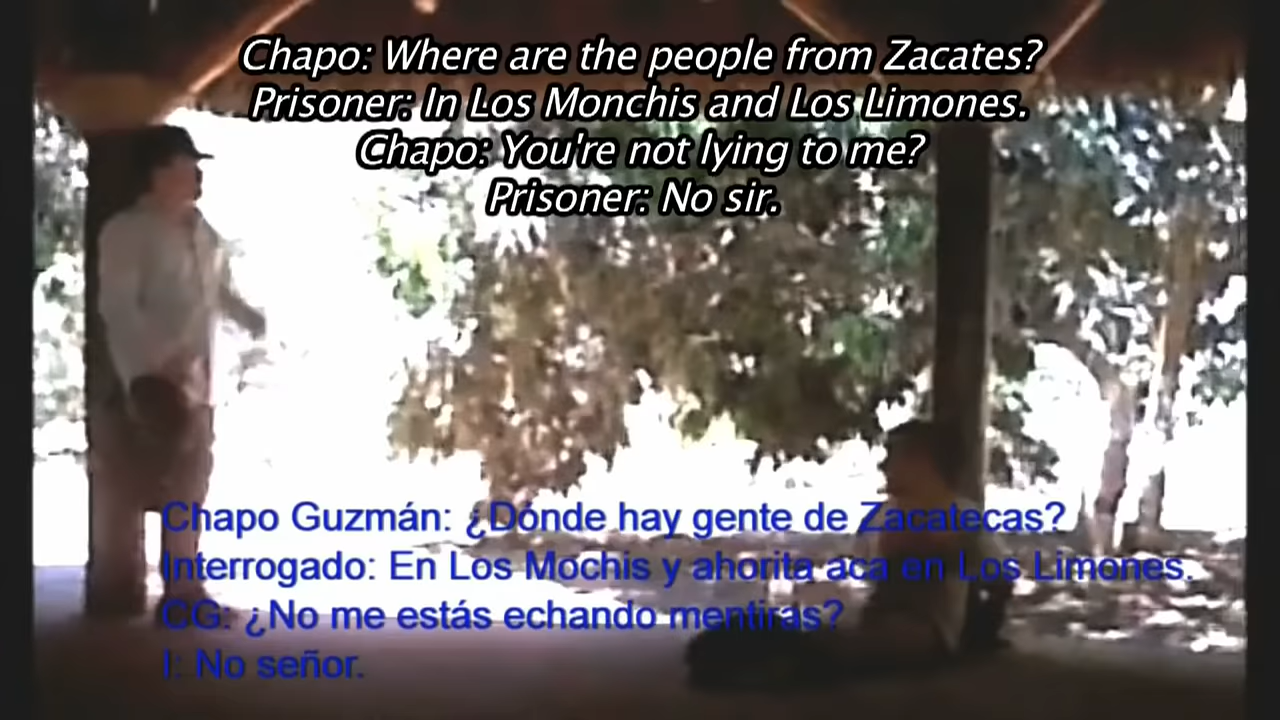 Chapo: Where are the people from Zacates?
Prisoner: In Los Monchis and Los Limones.
Chapo: You're not lying to me?
Prisoner: No sir.
Chapo Guzmán: ¿Dónde hay gente de Zacatecas?
Interrogado: En Los Mochis y ahorita aca en Los Limones.
CG: ¿No me estás echando mentiras?
I: No señor.